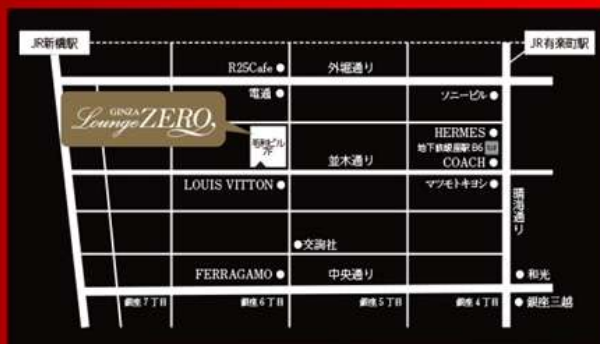 JR新橋駅
JR有楽町駅
R25Cafe
外堀通り
電通
ソニービル
GINZA
Lounge ZERO
HERMES
地下鉄銀座駅 B6
並木通り
COACH
LOUIS VITTON
マツモトキヨシ
晴海通り
交詢社
FERRAGAMO
中央通り
和光
銀座7丁目
銀座6丁目
銀座5丁目
銀座4丁目
銀座三越